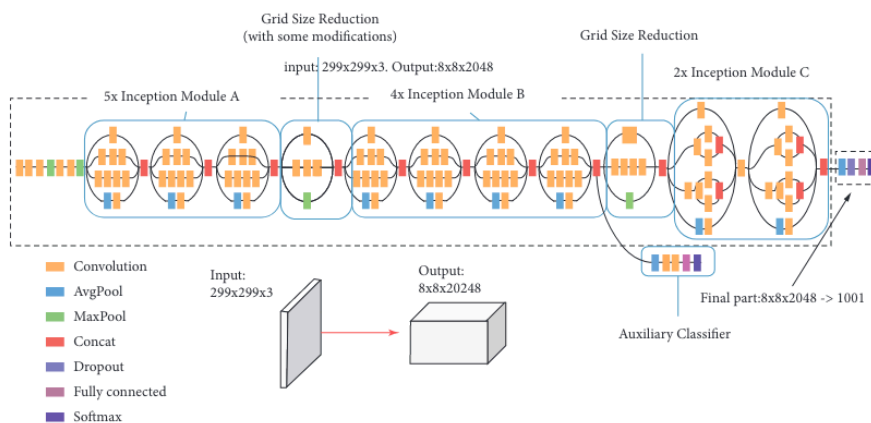 Grid Size Reduction
(with some modifications)
Grid Size Reduction
input: 299x299x3. Output:8x8x2048
2x Inception Module C
5x Inception Module A
4x Inception Module B
Convolution
AvgPool
MaxPool
Concat
Dropout
Fully connected
Softmax
Input:
299x299x3
Output:
8x8x20248
Final part:8x8x2048 -> 1001
Auxiliary Classifier